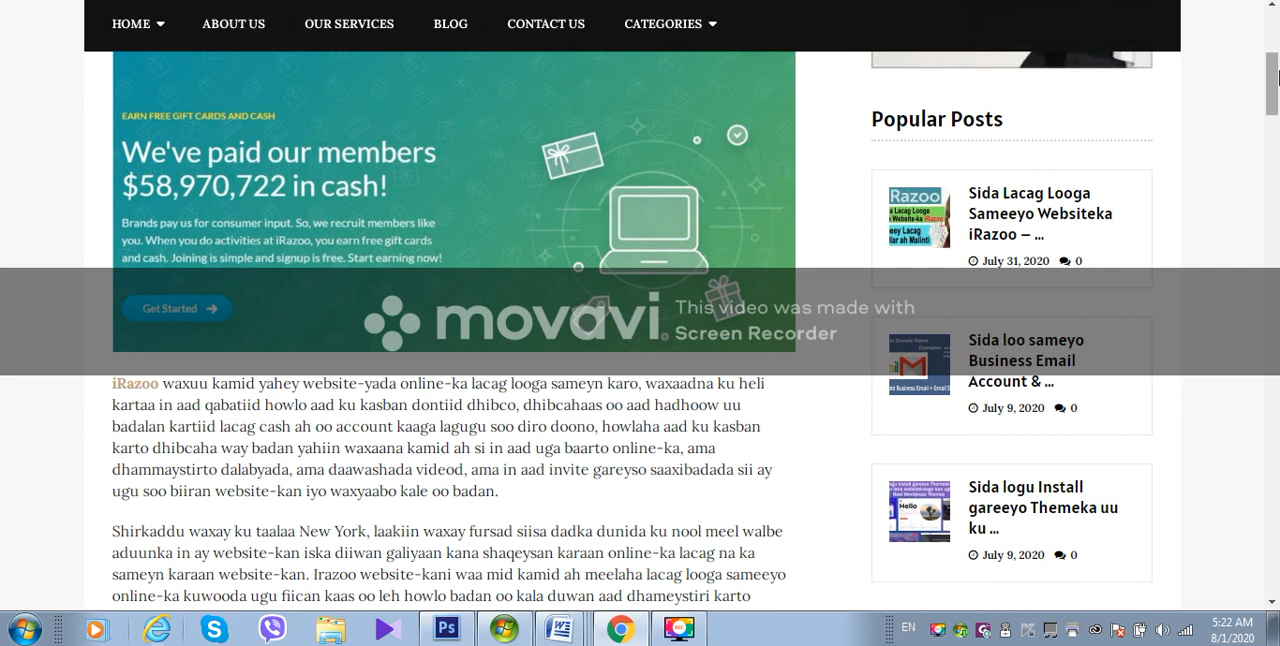 HOME
ABOUT US
OUR SERVICES
BLOG
CONTACT US
CATEGORIES
EARN FREE GIFT CARDS AND CASH
We've paid our members
$58,970,722 in cash!
Brands pay us for consumer input. So, we recruit members like
you. When you do activities at iRazoo, you earn free gift cards
and cash. Joining is simple and signup is free. Start earning now!
Get Started
movavi
This video was made with
Screen Recorder
iRazoo waxuu kamid yahey website-yada online-ka lacag looga sameyn karo, waxaadna ku heli
kartaa in aad qabatiid howlo aad ku kasban dontiid dhibco, dhibcahaas oo aad hadhoow uu
badalan kartiid lacag cash ah oo account kaaga lagugu soo diro doono, howlaha aad ku kasban
karto dhibcaha way badan yahiin waxaana kamid ah si in aad uga baarto online-ka, ama
dhammaystirto dalabyada, ama daawashada videod, ama in aad invite gareyso saaxibadada sii ay
ugu soo biiran website-kan iyo waxyaabo kale oo badan.
Shirkaddu waxay ku taalaa New York, laakiin waxay fursad siisa dadka dunida ku nool meel walbe
aduunka in ay website-kan iska diiwan galiyaan kana shaqeysan karaan online-ka lacag na ka
sameyn karaan website-kan. Irazoo website-kani waa mid kamid ah meelaha lacag looga sameeyo
online-ka kuwooda ugu fiican kaas oo leh howlo badan oo kala duwan aad dhameystiri karto
Popular Posts
Razoo
Sida Lacag Looga
Sameeyo Websiteka
iRazoo – ...
July 31, 2020
0
Sida loo sameyo
Business Email
Account & ...
July 9, 2020
0
Hello
Sida logu Install
gareeyo Themeka uu
ku ...
July 9, 2020
0
Ps
EN
5:22 AM
8/1/2020